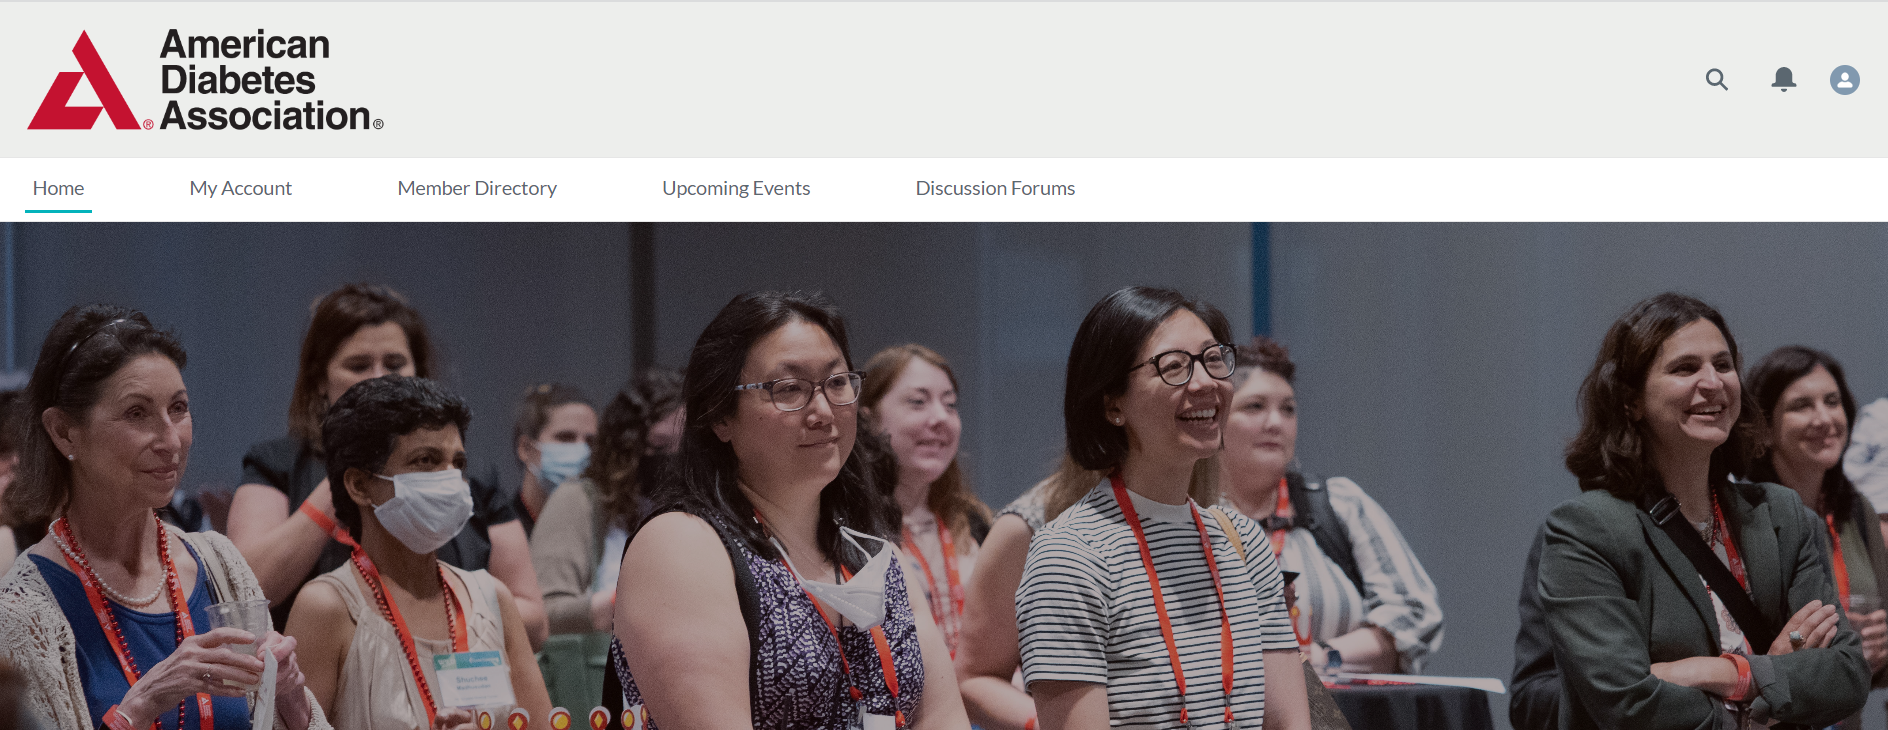 American
Diabetes
Association®
®
Home
My Account
Member Directory
Upcoming Events
Discussion Forums